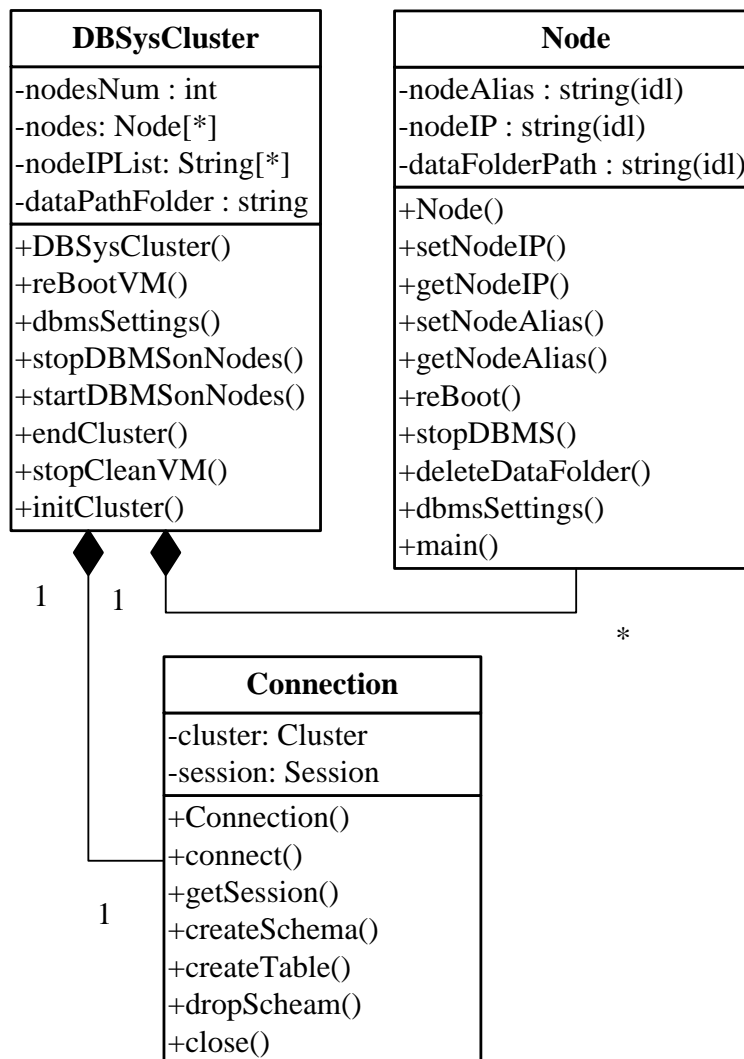 DBSysCluster
-nodesNum : int
-nodes: Node[*]
-nodeIPList: String[*]
-dataPathFolder : string
+DBSysCluster()
+reBootVM()
+dbmsSettings()
+stopDBMSonNodes()
+startDBMSonNodes()
+endCluster()
+stopCleanVM()
+initCluster()
Node
-nodeAlias : string(idl)
-nodeIP : string(idl)
-dataFolderPath : string(idl)
+Node()
+setNodeIP()
+getNodeIP()
+setNodeAlias()
+getNodeAlias()
+reBoot()
+stopDBMS()
+deleteDataFolder()
+dbmsSettings()
+main()
1
1
*
Connection
-cluster: Cluster
-session: Session
+Connection()
+connect()
+getSession()
+createSchema()
+createTable()
+dropScheam()
+close()
1